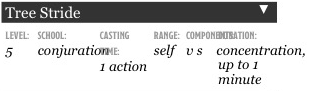 Tree Stride ▼
LEVEL: SCHOOL: CASTING TIME: RANGE: COMPONENTS: DURATION:
5 conjuration 1 action self v s concentration, up to 1 minute